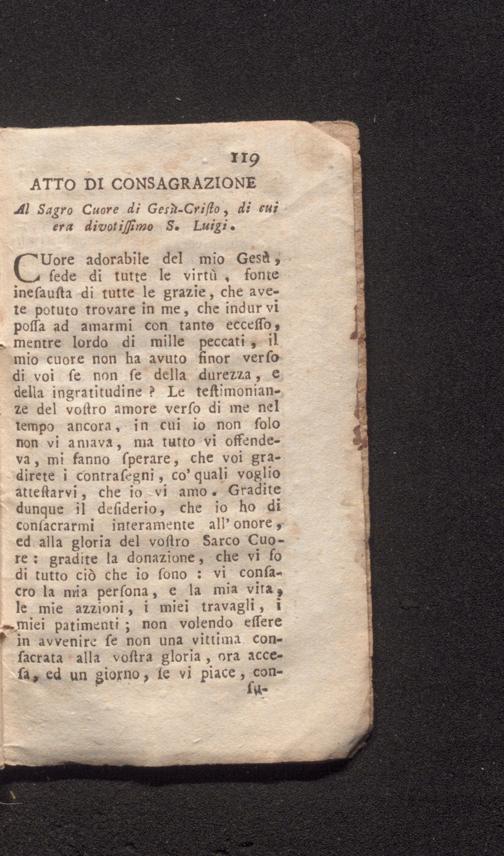 119
ATTO DI CONSAGRAZIONE
Al Sagro Cuore di Gesù-Criſto, di cui
era divotiſſimo S. Luigi.
CUore adorabile del mio Gesù,
ſede di tutte le virtù, fonte
ineſauſta di tutte le grazie, che ave-
te potuto trovare in me, che indur vi
poſſa ad amarmi con tanto ecceſſo,
mentre lordo di mille peccati, il
mio cuore non ha avuto finor verſo
di voi ſe non ſe della durezza, e
della ingratitudine? Le teſtimonian-
ze del voſtro amore verſo di me nel
tempo ancora, in cui io non ſolo
non vi amava, ma tutto vi offende-
va, mi fanno ſperare, che voi gra-
direte i contraſegni, co' quali voglio
atteſtarvi, che io vi amo. Gradite
dunque il deſiderio, che io ho di
conſacrarmi interamente all' onore,
ed alla gloria del voſtro Sarco Cuo-
re: gradite la donazione, che vi fo
di tutto ciò che io ſono: vi conſa-
cro la mia perſona, e la mia vita,
le mie azzioni, i miei travagli, i
miei patimenti; non volendo eſſere
in avvenire ſe non una vittima con-
ſacrata alla voſtra gloria, ora acce-
ſa, ed un giorno, ſe vi piace, con-
ſu-